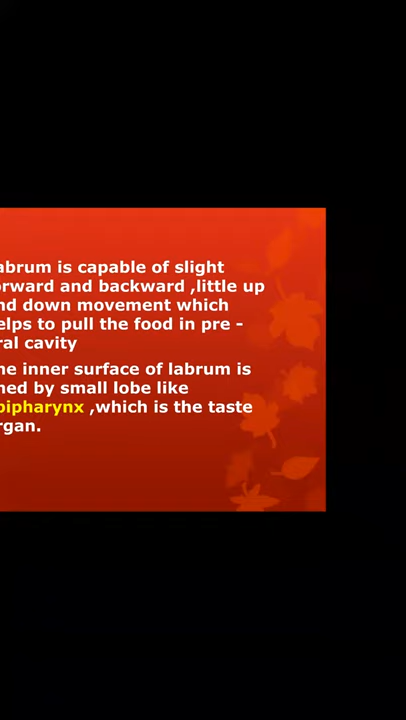 abrum is capable of slight
orward and backward ,little up
nd down movement which
elps to pull the food in pre -
ral cavity
ne inner surface of labrum is
ned by small lobe like
pipharynx ,which is the taste
rgan.